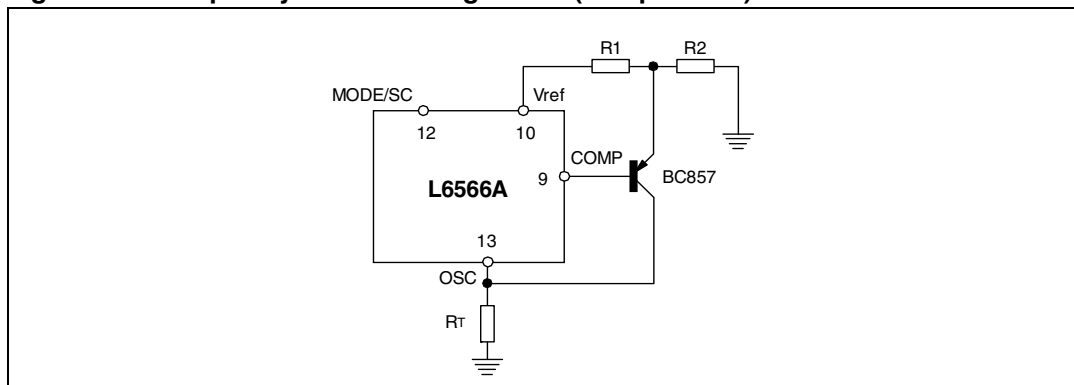 R1
R2
MODE/SC
Vref
12
10
COMP
9
BC857
L6566A
13
OSC
RT